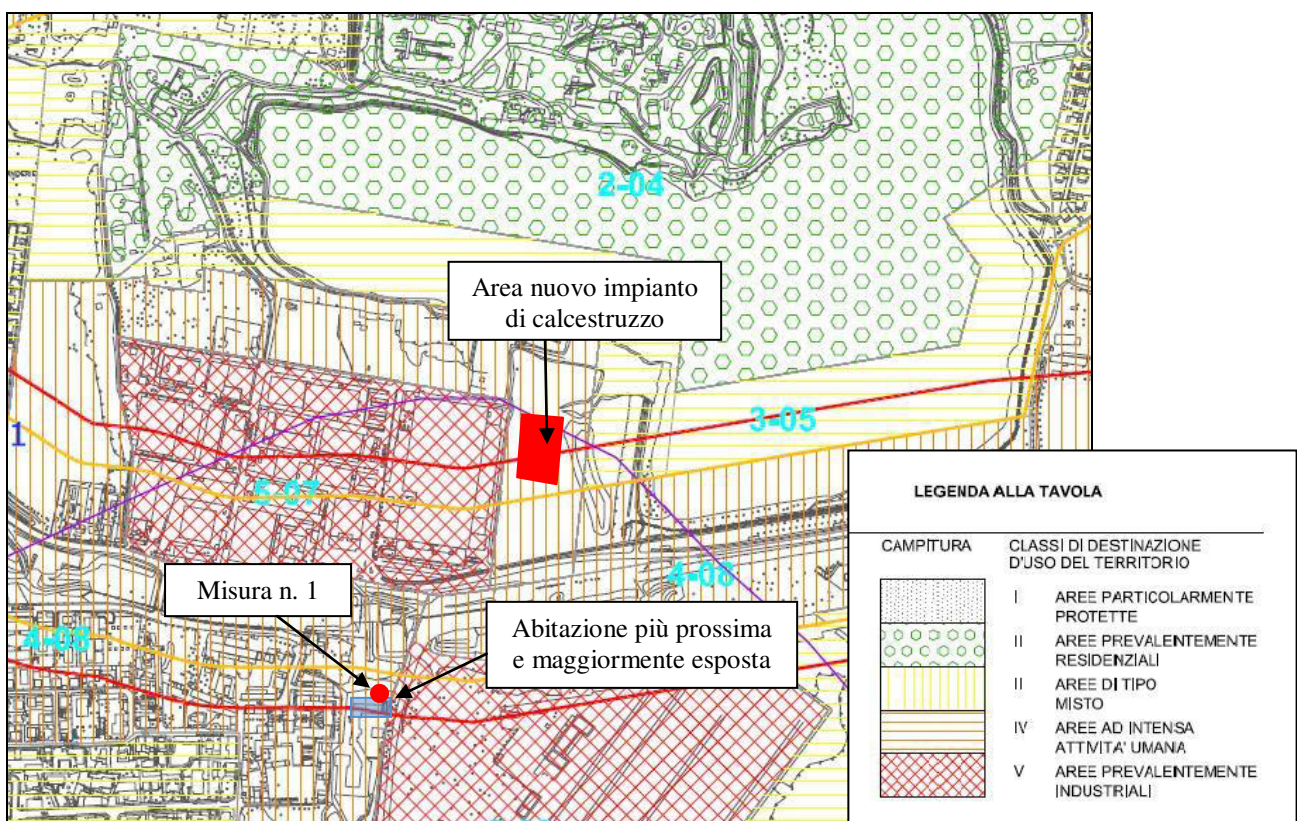 2-04
Area nuovo impianto
di calcestruzzo
3-05
1
5-07
4-08
Misura n. 1
Abitazione più prossima
e maggiormente esposta
4-08
LEGENDA ALLA TAVOLA
CAMPITURA
CLASSI DI DESTINAZIONE
D'USO DEL TERRITORIO
I AREE PARTICOLARMENTE
PROTETTE
II AREE PREVALENTEMENTE
RESIDENZIALI
II AREE DI TIPO
MISTO
IV AREE AD INTENSA
ATTIVITA' UMANA
V AREE PREVALENTEMENTE
INDUSTRIALI